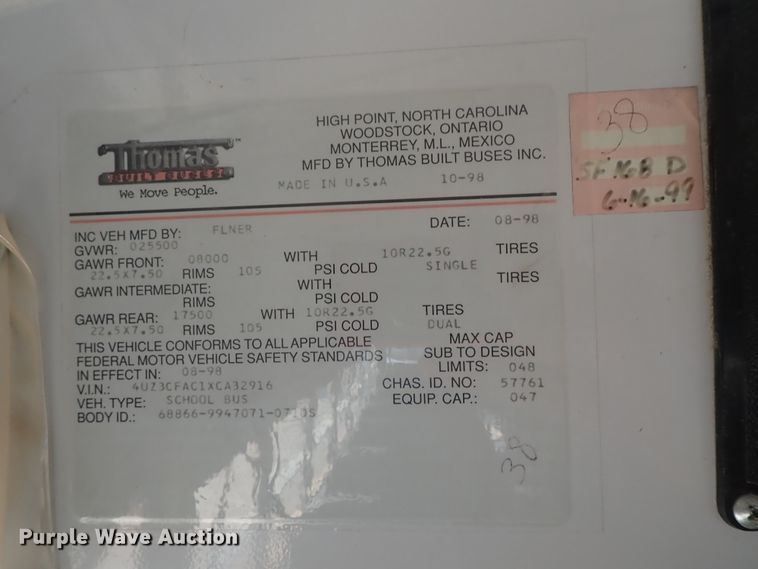 Thomas
BUILT BUSES
We Move People.
HIGH POINT, NORTH CAROLINA
WOODSTOCK, ONTARIO
MONTERREY, M.L., MEXICO
MFD BY THOMAS BUILT BUSES INC.
MADE IN U.S.A 10-98
INC VEH MFD BY: FLNER DATE: 08-98
GVWR: 025500
GAWR FRONT: 08000 WITH 10R22.5G TIRES
22.5X7.50 RIMS 105 PSI COLD SINGLE
GAWR INTERMEDIATE: WITH TIRES
RIMS PSI COLD
GAWR REAR: 17500 WITH 10R22.5G TIRES
22.5X7.50 RIMS 105 PSI COLD DUAL
THIS VEHICLE CONFORMS TO ALL APPLICABLE MAX CAP
FEDERAL MOTOR VEHICLE SAFETY STANDARDS SUB TO DESIGN
IN EFFECT IN: 08-98 LIMITS: 048
V.I.N.: 4UZ3CFAC1XCA32916 CHAS. ID. NO: 57761
VEH. TYPE: SCHOOL BUS EQUIP. CAP.: 047
BODY ID.: 68866-9947071-0710S
38
38
SF 16B D
6-16-99
Purple Wave Auction